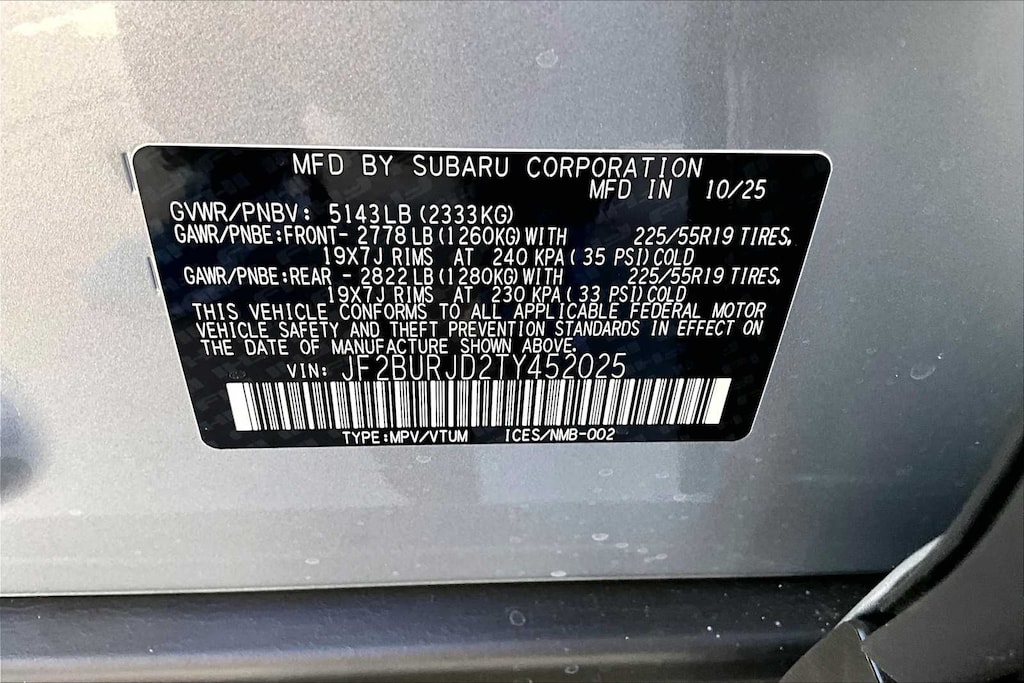 MFD BY SUBARU CORPORATION
MFD IN 10/25
GVWR/PNBV: 5143LB (2333KG)
GAWR/PNBE:FRONT- 2778 LB (1260KG) WITH 225/55R19 TIRES,
19X7J RIMS AT 240 KPA ( 35 PSI) COLD
GAWR/PNBE:REAR - 2822 LB (1280KG) WITH 225/55R19 TIRES,
19X7J RIMS AT 230 KPA ( 33 PSI) COLD
THIS VEHICLE CONFORMS TO ALL APPLICABLE FEDERAL MOTOR
VEHICLE SAFETY AND THEFT PREVENTION STANDARDS IN EFFECT ON
THE DATE OF MANUFACTURE SHOWN ABOVE.
VIN: JF2BURJD2TY452025
TYPE:MPV/VTUM ICES/NMB-002